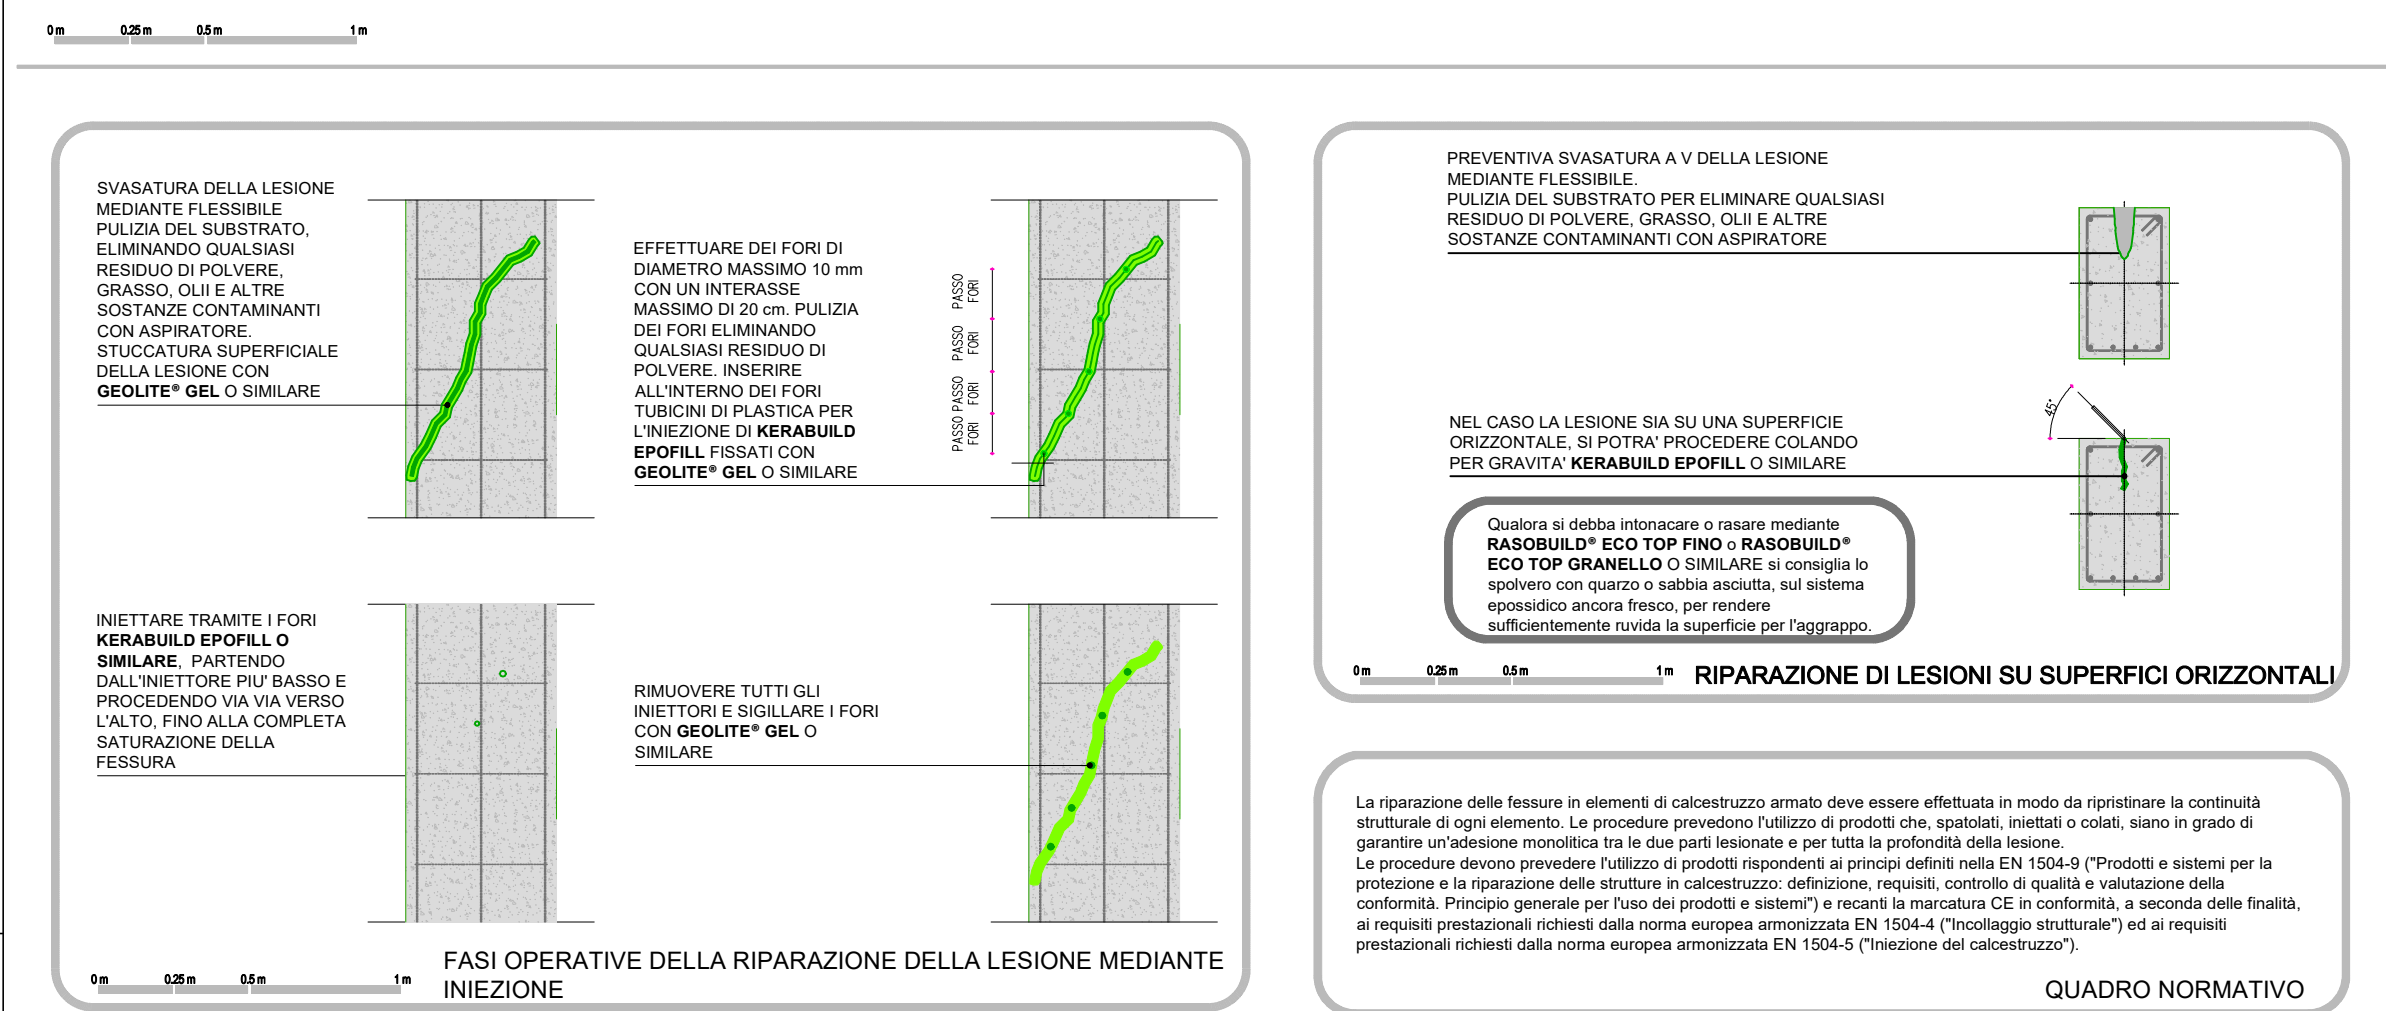 0 m 0.25 m 0.5 m 1 m
SVASATURA DELLA LESIONE
MEDIANTE FLESSIBILE
PULIZIA DEL SUBSTRATO,
ELIMINANDO QUALSIASI
RESIDUO DI POLVERE,
GRASSO, OLII E ALTRE
SOSTANZE CONTAMINANTI
CON ASPIRATORE.
STUCCATURA SUPERFICIALE
DELLA LESIONE CON
GEOLITE® GEL O SIMILARE
EFFETTUARE DEI FORI DI
DIAMETRO MASSIMO 10 mm
CON UN INTERASSE
MASSIMO DI 20 cm. PULIZIA
DEI FORI ELIMINANDO
QUALSIASI RESIDUO DI
POLVERE. INSERIRE
ALL'INTERNO DEI FORI
TUBICINI DI PLASTICA PER
L'INIEZIONE DI KERABUILD
EPOFILL FISSATI CON
GEOLITE® GEL O SIMILARE
PASSO
FORI
PASSO
FORI
PASSO
FORI
PASSO
FORI
INIETTARE TRAMITE I FORI
KERABUILD EPOFILL O
SIMILARE, PARTENDO
DALL'INIETTORE PIU' BASSO E
PROCEDENDO VIA VIA VERSO
L'ALTO, FINO ALLA COMPLETA
SATURAZIONE DELLA
FESSURA
RIMUOVERE TUTTI GLI
INIETTORI E SIGILLARE I FORI
CON GEOLITE® GEL O
SIMILARE
0 m 0.25 m 0.5 m 1 m
FASI OPERATIVE DELLA RIPARAZIONE DELLA LESIONE MEDIANTE
INIEZIONE
PREVENTIVA SVASATURA A V DELLA LESIONE
MEDIANTE FLESSIBILE.
PULIZIA DEL SUBSTRATO PER ELIMINARE QUALSIASI
RESIDUO DI POLVERE, GRASSO, OLII E ALTRE
SOSTANZE CONTAMINANTI CON ASPIRATORE
45°
NEL CASO LA LESIONE SIA SU UNA SUPERFICIE
ORIZZONTALE, SI POTRA' PROCEDERE COLANDO
PER GRAVITA' KERABUILD EPOFILL O SIMILARE
Qualora si debba intonacare o rasare mediante
RASOBUILD® ECO TOP FINO o RASOBUILD®
ECO TOP GRANELLO O SIMILARE si consiglia lo
spolvero con quarzo o sabbia asciutta, sul sistema
epossidico ancora fresco, per rendere
sufficientemente ruvida la superficie per l'aggrappo.
0 m 0.25 m 0.5 m 1 m
RIPARAZIONE DI LESIONI SU SUPERFICI ORIZZONTALI
La riparazione delle fessure in elementi di calcestruzzo armato deve essere effettuata in modo da ripristinare la continuità
strutturale di ogni elemento. Le procedure prevedono l'utilizzo di prodotti che, spatolati, iniettati o colati, siano in grado di
garantire un'adesione monolitica tra le due parti lesionate e per tutta la profondità della lesione.
Le procedure devono prevedere l'utilizzo di prodotti rispondenti ai principi definiti nella EN 1504-9 ("Prodotti e sistemi per la
protezione e la riparazione delle strutture in calcestruzzo: definizione, requisiti, controllo di qualità e valutazione della
conformità. Principio generale per l'uso dei prodotti e sistemi") e recanti la marcatura CE in conformità, a seconda delle finalità,
ai requisiti prestazionali richiesti dalla norma europea armonizzata EN 1504-4 ("Incollaggio strutturale") ed ai requisiti
prestazionali richiesti dalla norma europea armonizzata EN 1504-5 ("Iniezione del calcestruzzo").
QUADRO NORMATIVO